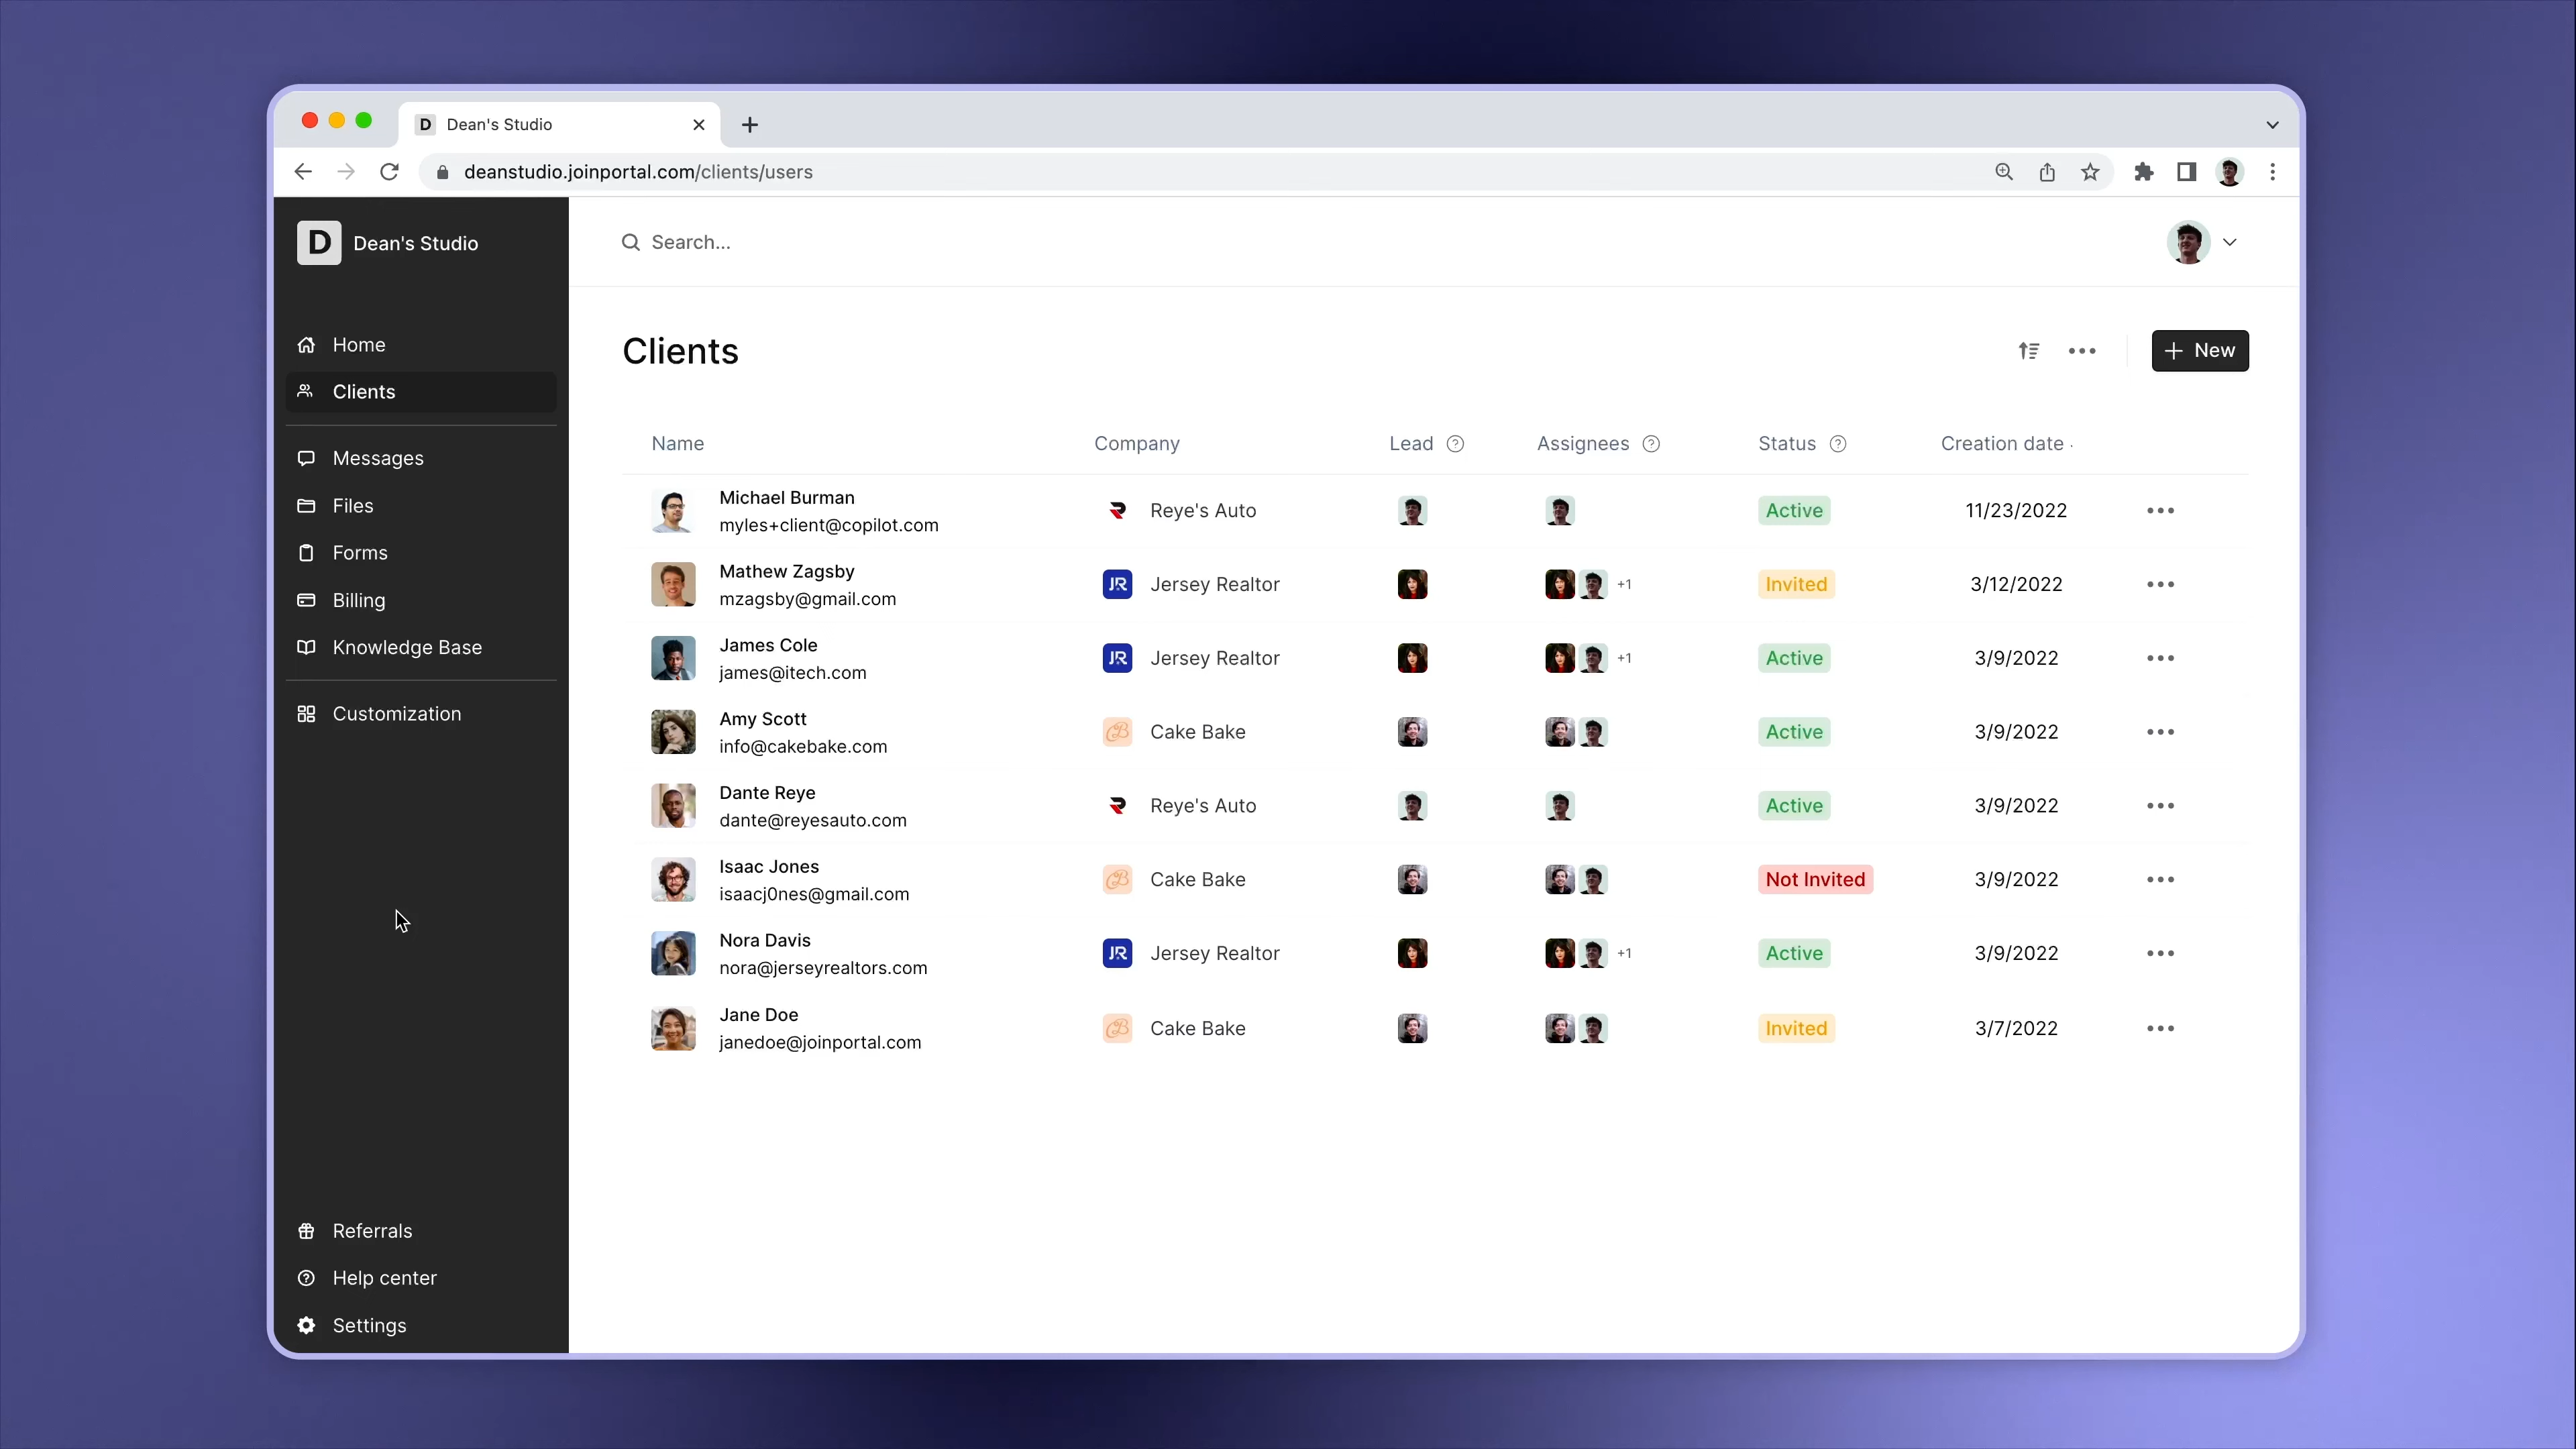 D Dean's Studio
deanstudio.joinportal.com/clients/users
D Dean's Studio
Search...
Home
Clients
Messages
Files
Forms
Billing
Knowledge Base
Customization
Referrals
Help center
Settings
Clients
New
Name Company Lead Assignees Status Creation date
Michael Burman
myles+client@copilot.com
Reye's Auto Active 11/23/2022
Mathew Zagsby
mzagsby@gmail.com
JR Jersey Realtor +1 Invited 3/12/2022
James Cole
james@itech.com
JR Jersey Realtor +1 Active 3/9/2022
Amy Scott
info@cakebake.com
CB Cake Bake Active 3/9/2022
Dante Reye
dante@reyesauto.com
Reye's Auto Active 3/9/2022
Isaac Jones
isaacj0nes@gmail.com
CB Cake Bake Not Invited 3/9/2022
Nora Davis
nora@jerseyrealtors.com
JR Jersey Realtor +1 Active 3/9/2022
Jane Doe
janedoe@joinportal.com
CB Cake Bake Invited 3/7/2022